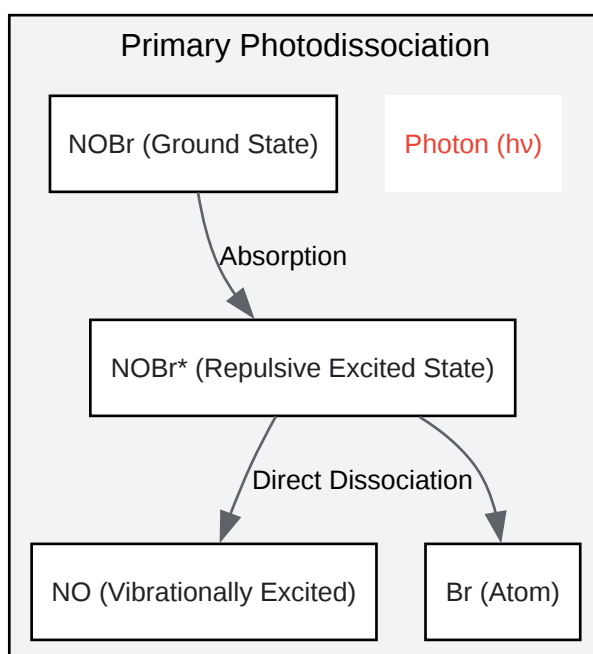 Primary Photodissociation
NOBr (Ground State)
Photon (hν)
Absorption
NOBr* (Repulsive Excited State)
Direct Dissociation
NO (Vibrationally Excited)
Br (Atom)